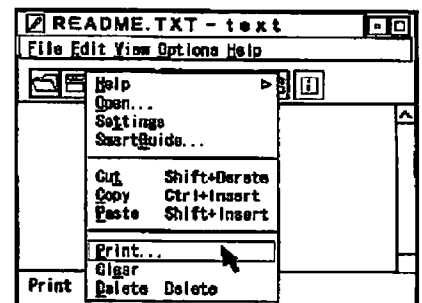 README.TXT - text
File Edit View Options Help
Help
Open...
Settings
SmartGuide...
Cut Shift+Derete
Copy Ctrl+Insert
Paste Shift+Insert
Print...
Clear
Print Delete Delete